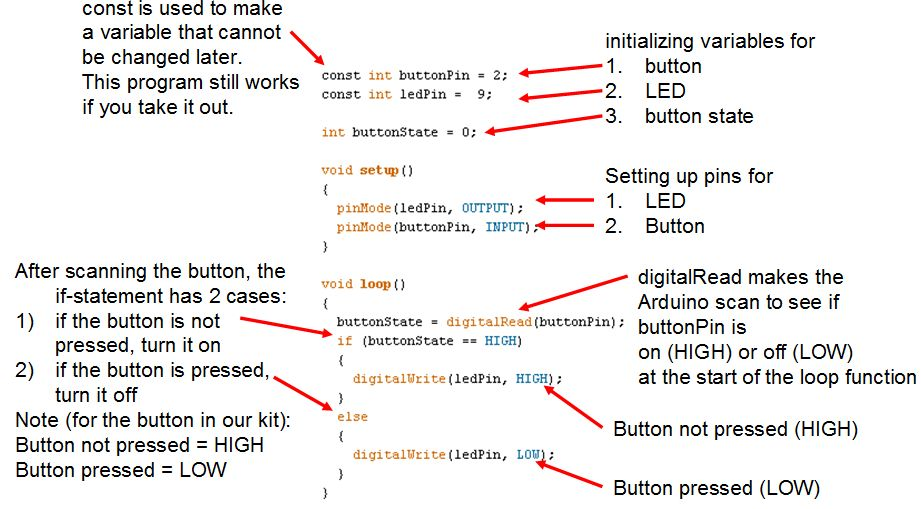 const is used to make
a variable that cannot
be changed later.
This program still works
if you take it out.
const int buttonPin = 2;
const int ledPin =  9;
int buttonState = 0;
initializing variables for
1. button
2. LED
3. button state
void setup()
{
pinMode(ledPin, OUTPUT);
pinMode(buttonPin, INPUT);
}
Setting up pins for
1. LED
2. Button
After scanning the button, the
if-statement has 2 cases:
1) if the button is not
pressed, turn it on
2) if the button is pressed,
turn it off
Note (for the button in our kit):
Button not pressed = HIGH
Button pressed = LOW
void loop()
{
buttonState = digitalRead(buttonPin);
if (buttonState == HIGH)
{
digitalWrite(ledPin, HIGH);
}
else
{
digitalWrite(ledPin, LOW);
}
}
digitalRead makes the
Arduino scan to see if
buttonPin is
on (HIGH) or off (LOW)
at the start of the loop function
Button not pressed (HIGH)
Button pressed (LOW)